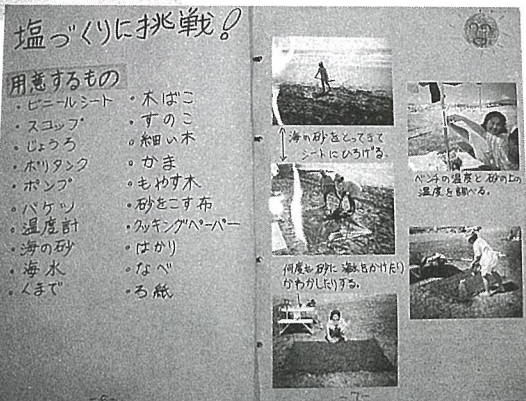 塩づくりに挑戦!
用意するもの
・ビニールシート
・スコップ
・じょうろ
・ポリタンク
・ポンプ
・バケツ
・温度計
・海の砂
・海水
・くまで
・木ばこ
・すのこ
・細い木
・かま
・もやす木
・砂をこす布
・クッキングペーパー
・はかり
・なべ
・ろ紙
-6-
海の砂をとってきて
シートにひろげる。
何度も砂に海水をかけたり
かわかしたりする。
ベンチの温度と砂の上の
温度を調べる。
-7-